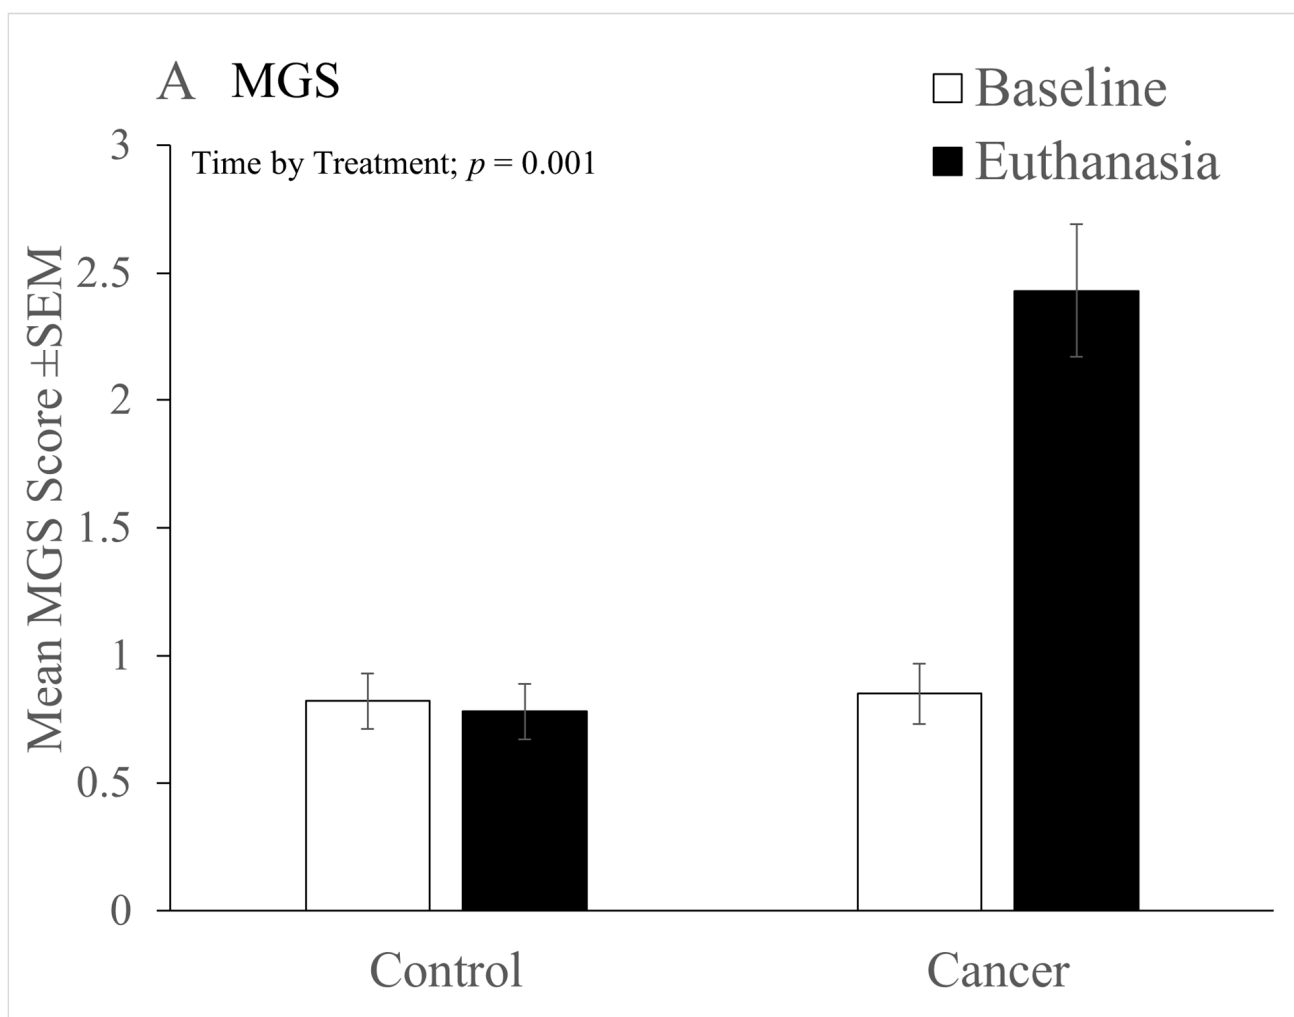 A MGS
Baseline
Euthanasia
Time by Treatment; p = 0.001
Mean MGS Score ±SEM
3
2.5
2
1.5
1
0.5
0
Control
Cancer